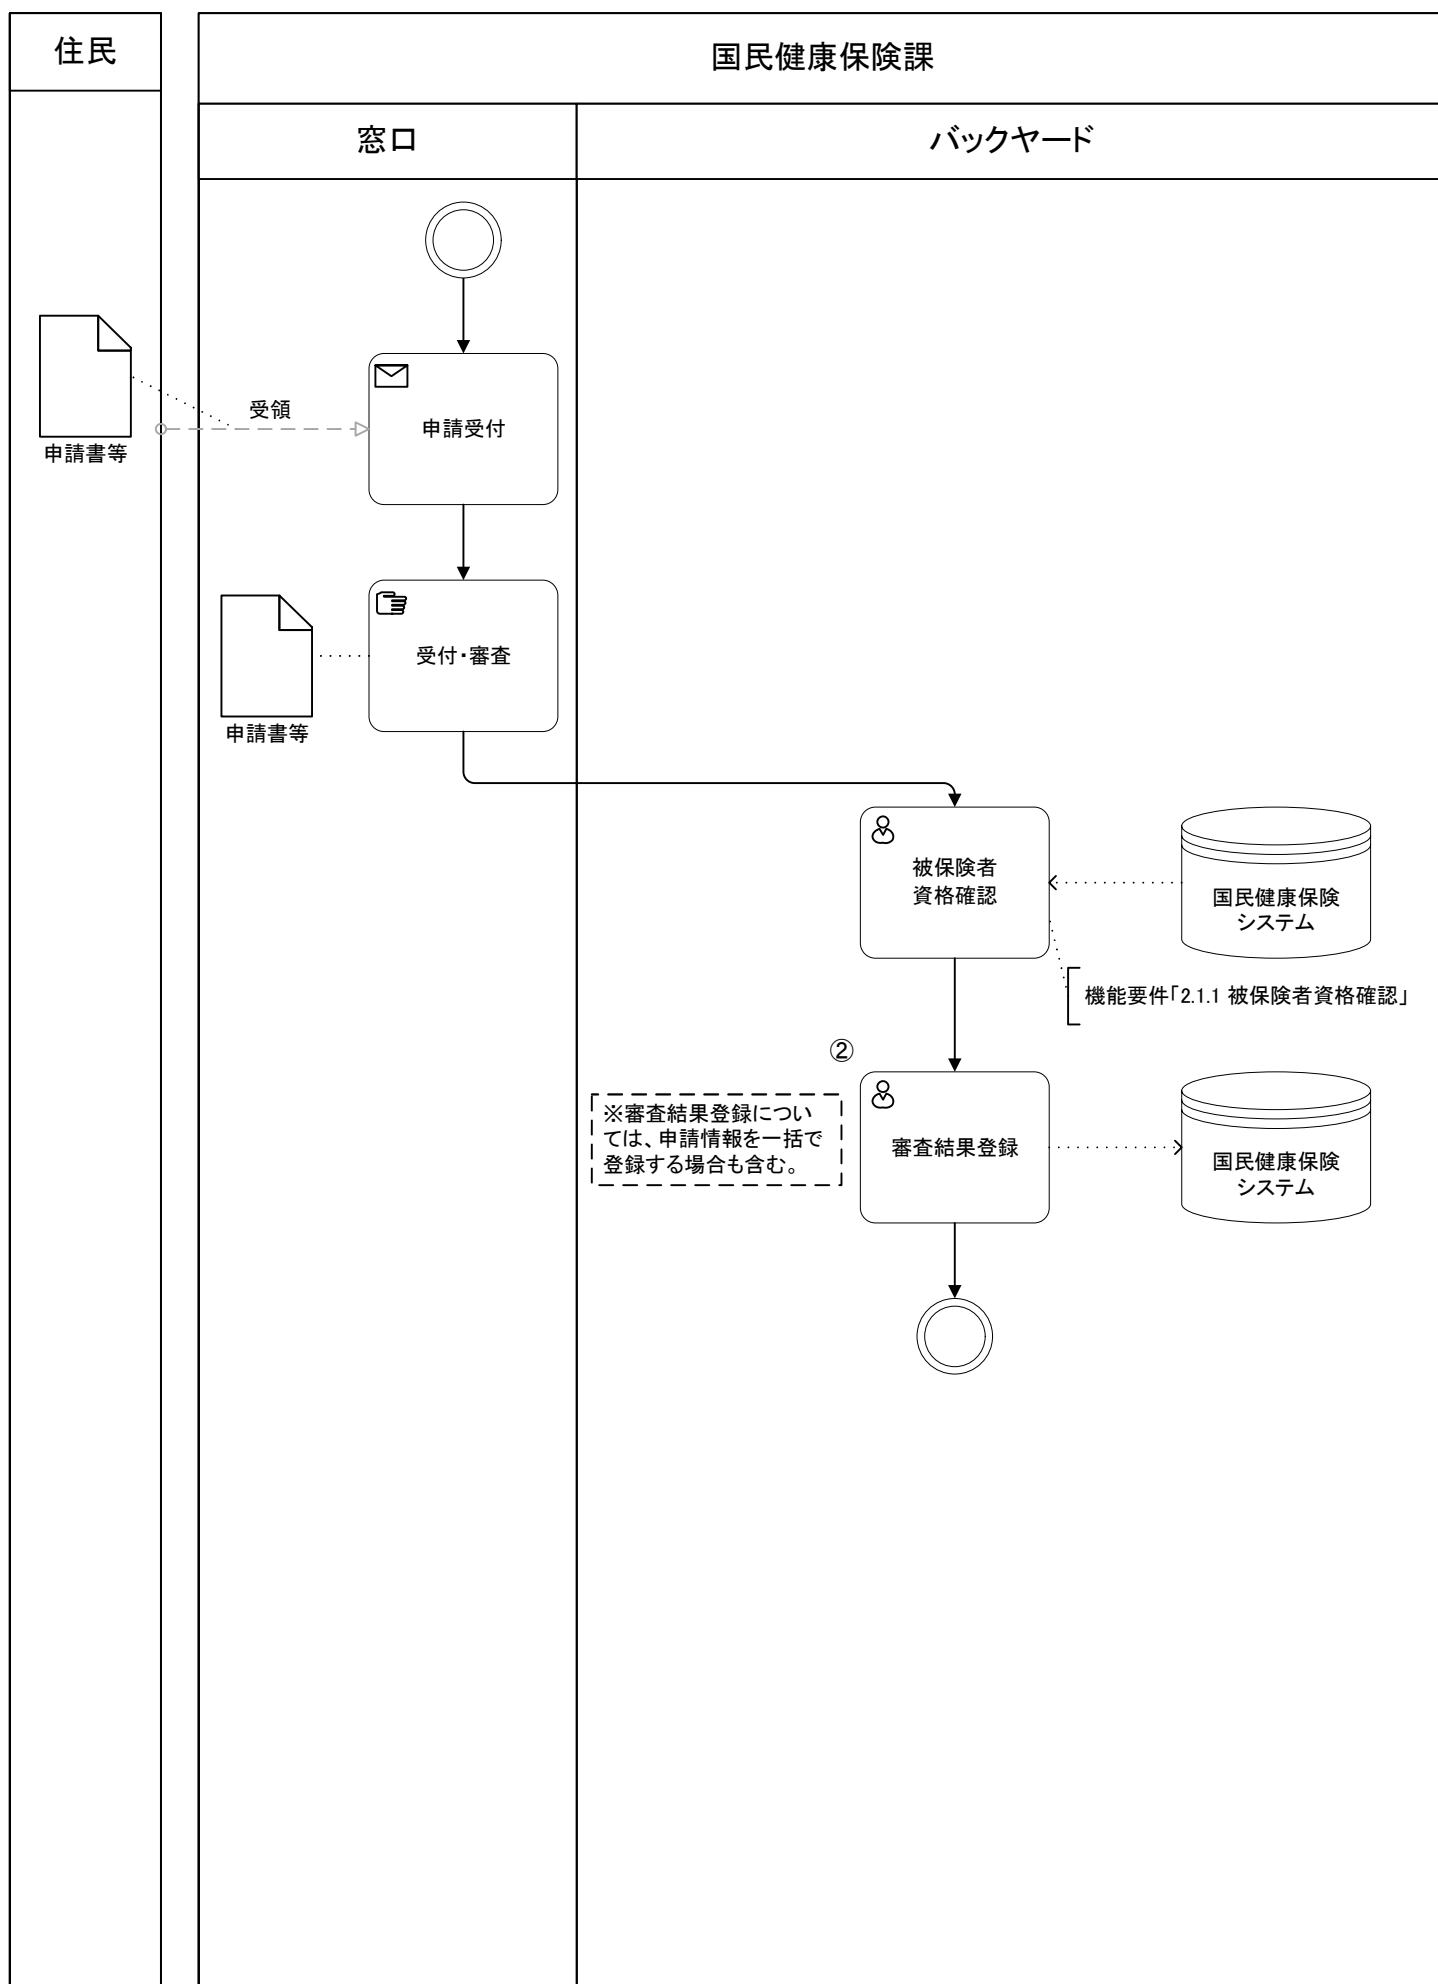 住民
国民健康保険課
窓口
バックヤード
受領
申請書等
申請受付
受付・審査
申請書等
被保険者
資格確認
国民健康保険
システム
機能要件「2.1.1 被保険者資格確認」
②
※審査結果登録につい
ては、申請情報を一括で
登録する場合も含む。
審査結果登録
国民健康保険
システム